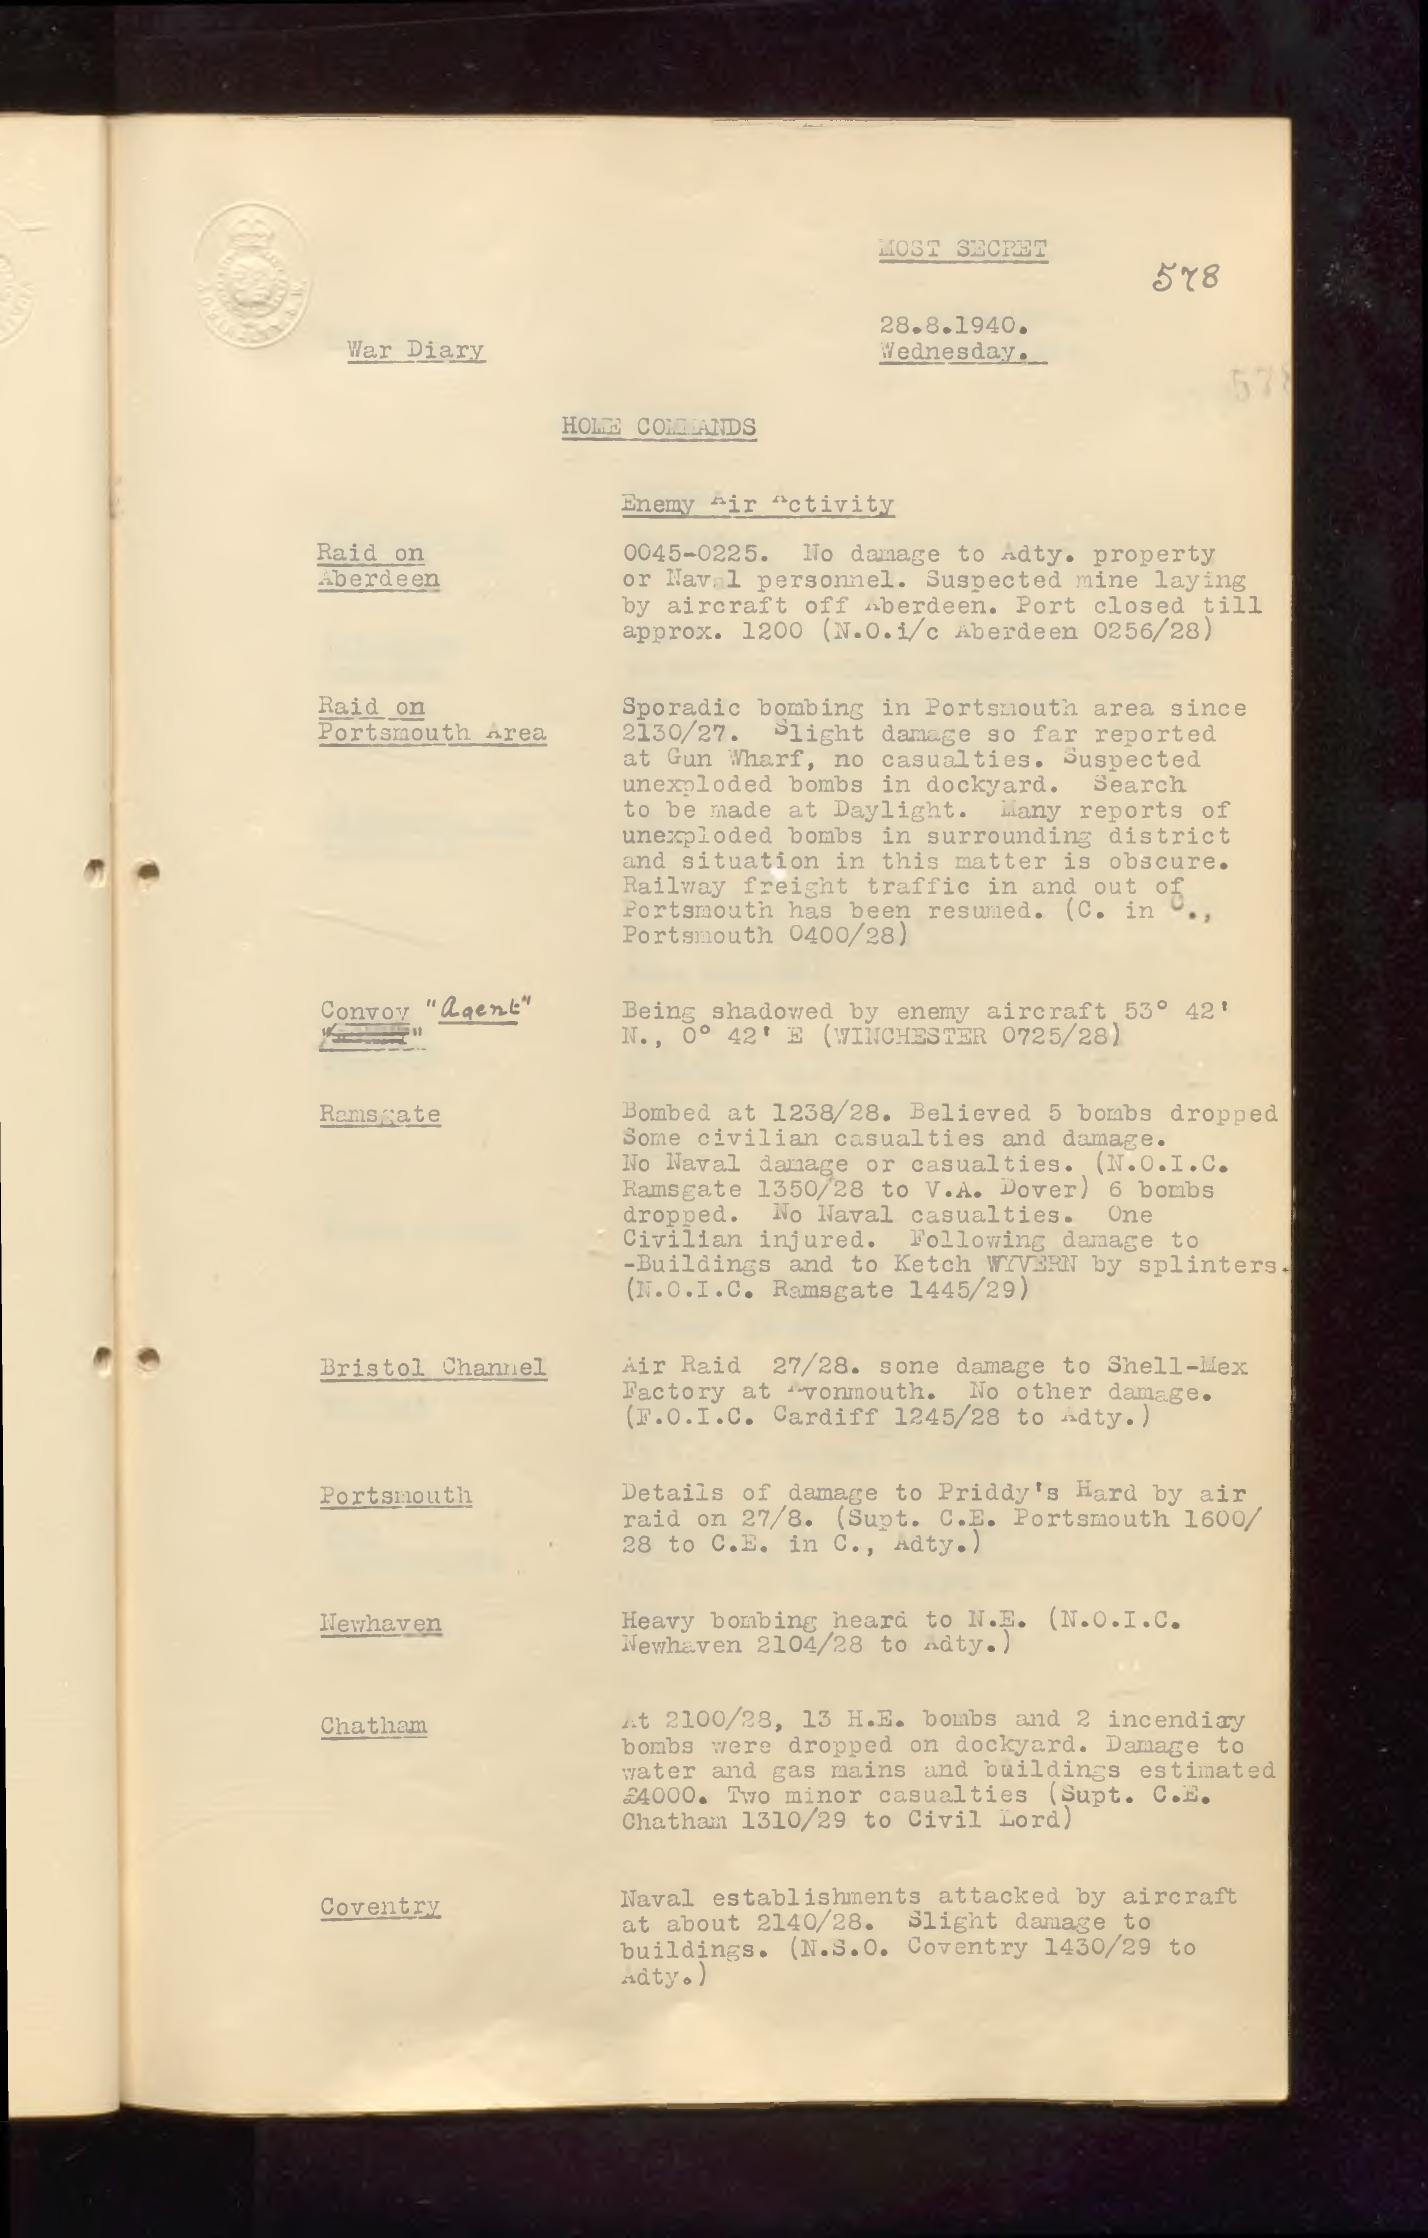 MOST SECRET
578
28.8.1940.
War Diary
Wednesday.
578
HOME COMMANDS
Enemy Air Activity
Raid on
Aberdeen
0045-0225. No damage to Adty. property
or Naval personnel. Suspected mine laying
by aircraft off Aberdeen. Port closed till
approx. 1200 (N.O.i/c Aberdeen 0256/28)
Raid on
Portsmouth Area
Sporadic bombing in Portsmouth area since
2130/27. Slight damage so far reported
at Gun Wharf, no casualties. Suspected
unexploded bombs in dockyard. Search
to be made at Daylight. Many reports of
unexploded bombs in surrounding district
and situation in this matter is obscure.
Railway freight traffic in and out of
Portsmouth has been resumed. (C. in C.,
Portsmouth 0400/28)
Convoy "Agent"
Being shadowed by enemy aircraft 53° 42'
N., 0° 42' E (WINCHESTER 0725/28)
Ramsgate
Bombed at 1238/28. Believed 5 bombs dropped
Some civilian casualties and damage.
No Naval damage or casualties. (N.O.I.C.
Ramsgate 1350/28 to V.A. Dover) 6 bombs
dropped. No Naval casualties. One
Civilian injured. Following damage to
-Buildings and to Ketch WYVERN by splinters.
(N.O.I.C. Ramsgate 1445/29)
Bristol Channel
Air Raid 27/28. sone damage to Shell-Mex
Factory at Avonmouth. No other damage.
(F.O.I.C. Cardiff 1245/28 to Adty.)
Portsmouth
Details of damage to Priddy's Hard by air
raid on 27/8. (Supt. C.E. Portsmouth 1600/
28 to C.E. in C., Adty.)
Newhaven
Heavy bombing heard to N.E. (N.O.I.C.
Newhaven 2104/28 to Adty.)
Chatham
At 2100/28, 13 H.E. bombs and 2 incendiary
bombs were dropped on dockyard. Damage to
water and gas mains and buildings estimated
£4000. Two minor casualties (Supt. C.E.
Chatham 1310/29 to Civil Lord)
Coventry
Naval establishments attacked by aircraft
at about 2140/28. Slight damage to
buildings. (N.S.O. Coventry 1430/29 to
Adty.)